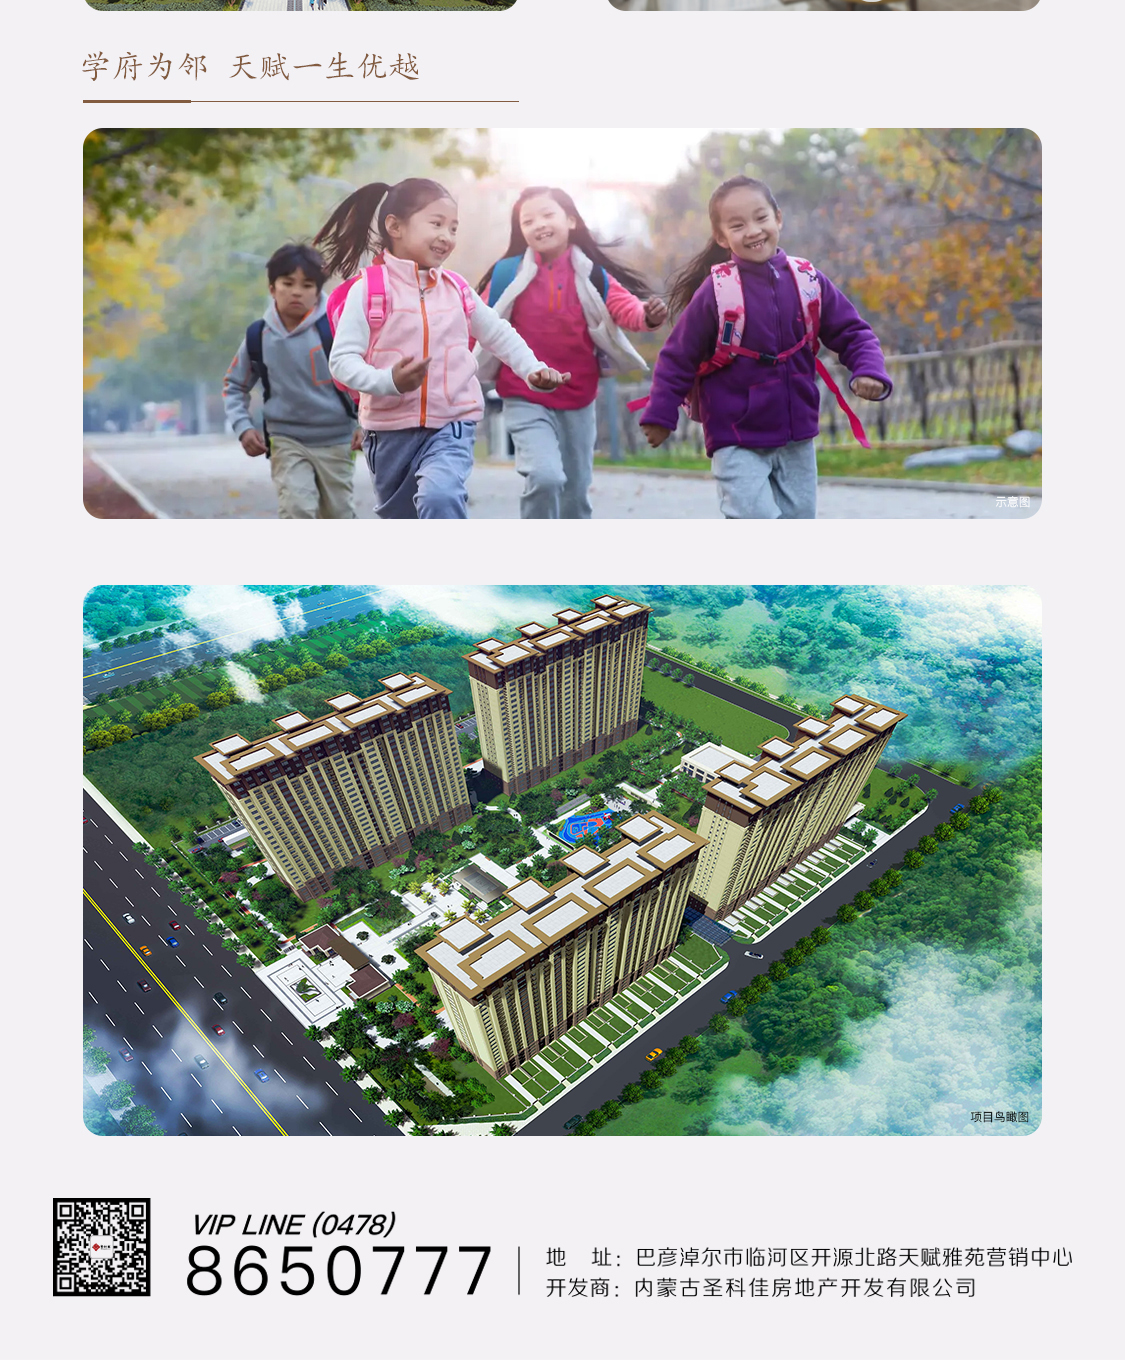 学府为邻 天赋一生优越
示意图
项目鸟瞰图
VIP LINE (0478)
8650777
地 址：巴彦淖尔市临河区开源北路天赋雅苑营销中心
开发商：内蒙古圣科佳房地产开发有限公司